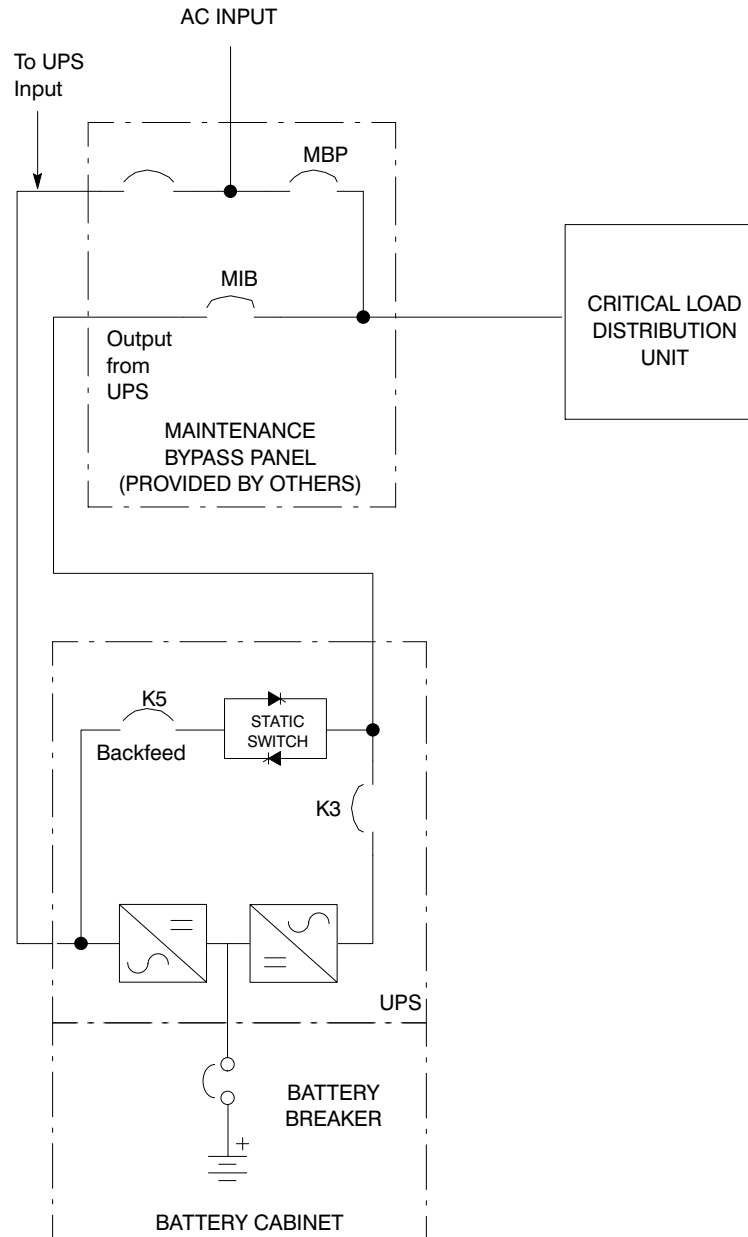 AC INPUT
To UPS
Input
MBP
MIB
Output
from
UPS
CRITICAL LOAD
DISTRIBUTION
UNIT
MAINTENANCE
BYPASS PANEL
(PROVIDED BY OTHERS)
K5
STATIC
SWITCH
Backfeed
K3
UPS
BATTERY
BREAKER
+
BATTERY CABINET